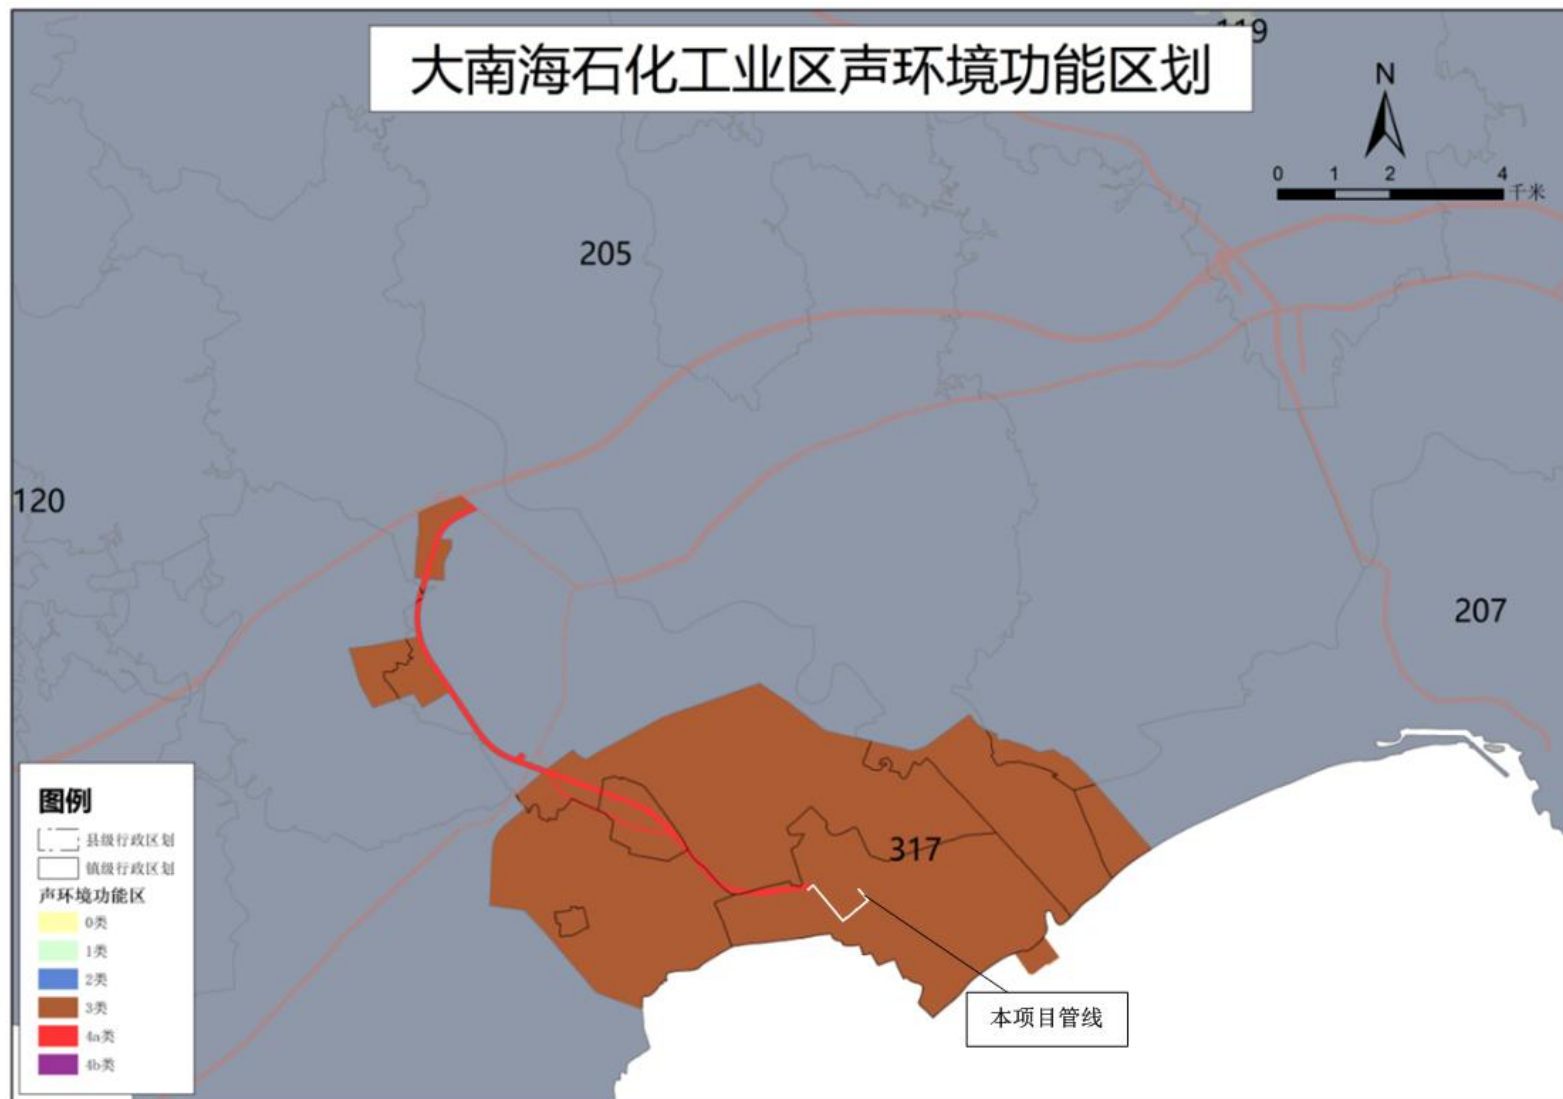 119
大南海石化工业区声环境功能区划
N
0 1 2 4
千米
205
120
207
317
本项目管线
图例
县级行政区划
镇级行政区划
声环境功能区
0类
1类
2类
3类
4a类
4b类